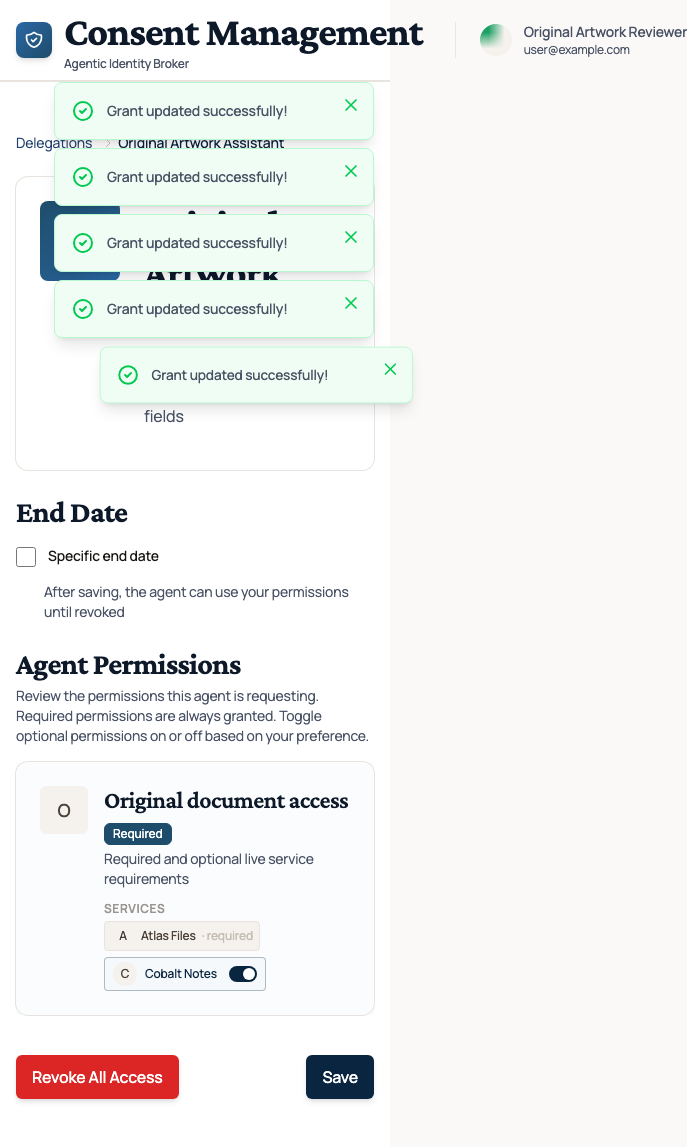 Consent Management
Agentic Identity Broker
Original Artwork Reviewer
user@example.com
Grant updated successfully!
Delegations
Original Artwork Assistant
Grant updated successfully!
Grant updated successfully!
Artwork
Grant updated successfully!
Grant updated successfully!
fields
End Date
Specific end date
After saving, the agent can use your permissions
until revoked
Agent Permissions
Review the permissions this agent is requesting.
Required permissions are always granted. Toggle
optional permissions on or off based on your preference.
O
Original document access
Required
Required and optional live service
requirements
SERVICES
A Atlas Files · required
C Cobalt Notes
Revoke All Access
Save